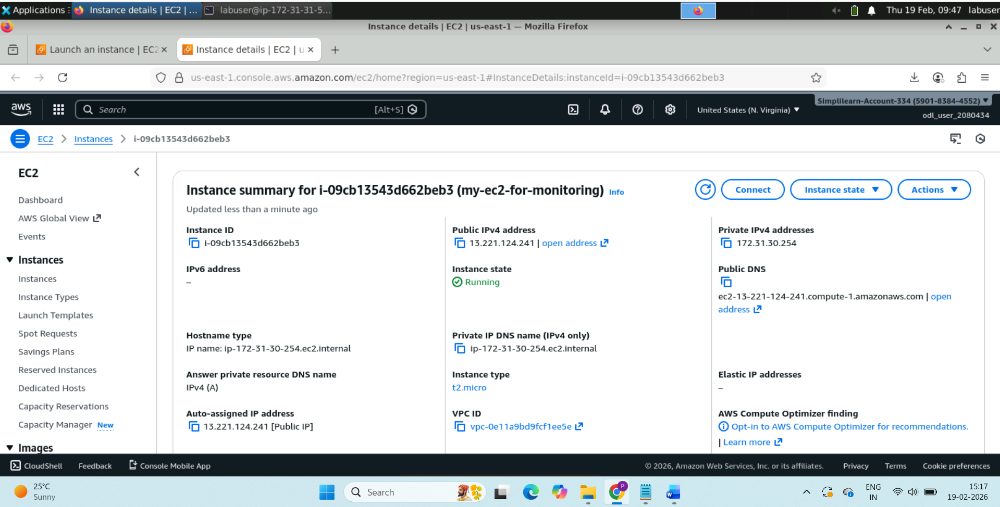 Applications
Instance details | EC2 | ...
labuser@ip-172-31-31-5...
Thu 19 Feb, 09:47 labuser
Instance details | EC2 | us-east-1 — Mozilla Firefox
Launch an instance | EC2
Instance details | EC2 | u
us-east-1.console.aws.amazon.com/ec2/home?region=us-east-1#InstanceDetails:instanceId=i-09cb13543d662beb3
aws
Search
[Alt+S]
United States (N. Virginia)
Simplilearn-Account-334 (5901-8384-4552)
odl_user_2080434
EC2
Instances
i-09cb13543d662beb3
EC2
Dashboard
AWS Global View
Events
Instances
Instances
Instance Types
Launch Templates
Spot Requests
Savings Plans
Reserved Instances
Dedicated Hosts
Capacity Reservations
Capacity Manager New
Images
Instance summary for i-09cb13543d662beb3 (my-ec2-for-monitoring) Info
Updated less than a minute ago
Connect
Instance state
Actions
Instance ID
i-09cb13543d662beb3
Public IPv4 address
13.221.124.241 | open address
Private IPv4 addresses
172.31.30.254
IPv6 address
–
Instance state
Running
Public DNS
ec2-13-221-124-241.compute-1.amazonaws.com | open
address
Hostname type
IP name: ip-172-31-30-254.ec2.internal
Private IP DNS name (IPv4 only)
ip-172-31-30-254.ec2.internal
Answer private resource DNS name
IPv4 (A)
Instance type
t2.micro
Elastic IP addresses
–
Auto-assigned IP address
13.221.124.241 [Public IP]
VPC ID
vpc-0e11a9bd9fcf1ee5e
AWS Compute Optimizer finding
Opt-in to AWS Compute Optimizer for recommendations.
| Learn more
CloudShell
Feedback
Console Mobile App
© 2026, Amazon Web Services, Inc. or its affiliates.
Privacy
Terms
Cookie preferences
25°C
Sunny
Search
P
ENG
IN
15:17
19-02-2026